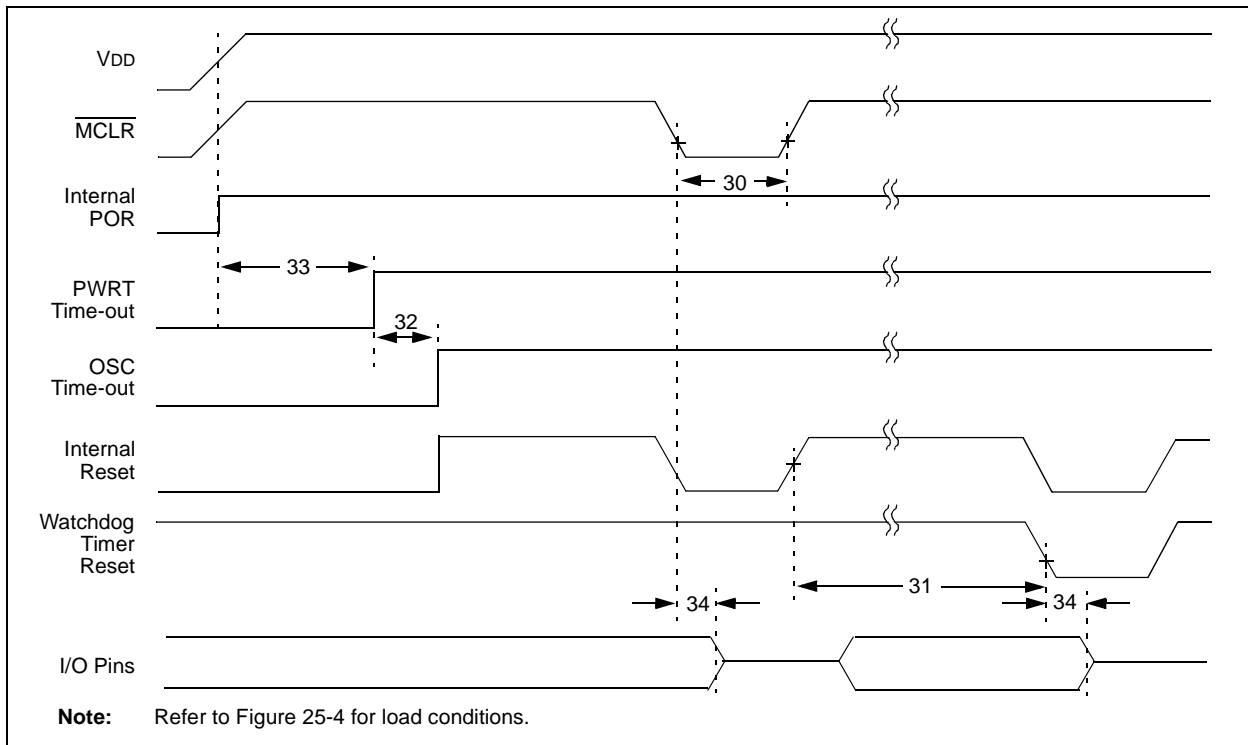 VDD
MCLR
30
Internal
POR
33
PWRT
Time-out
32
OSC
Time-out
Internal
Reset
Watchdog
Timer
Reset
31
34
34
I/O Pins
Note: Refer to Figure 25-4 for load conditions.